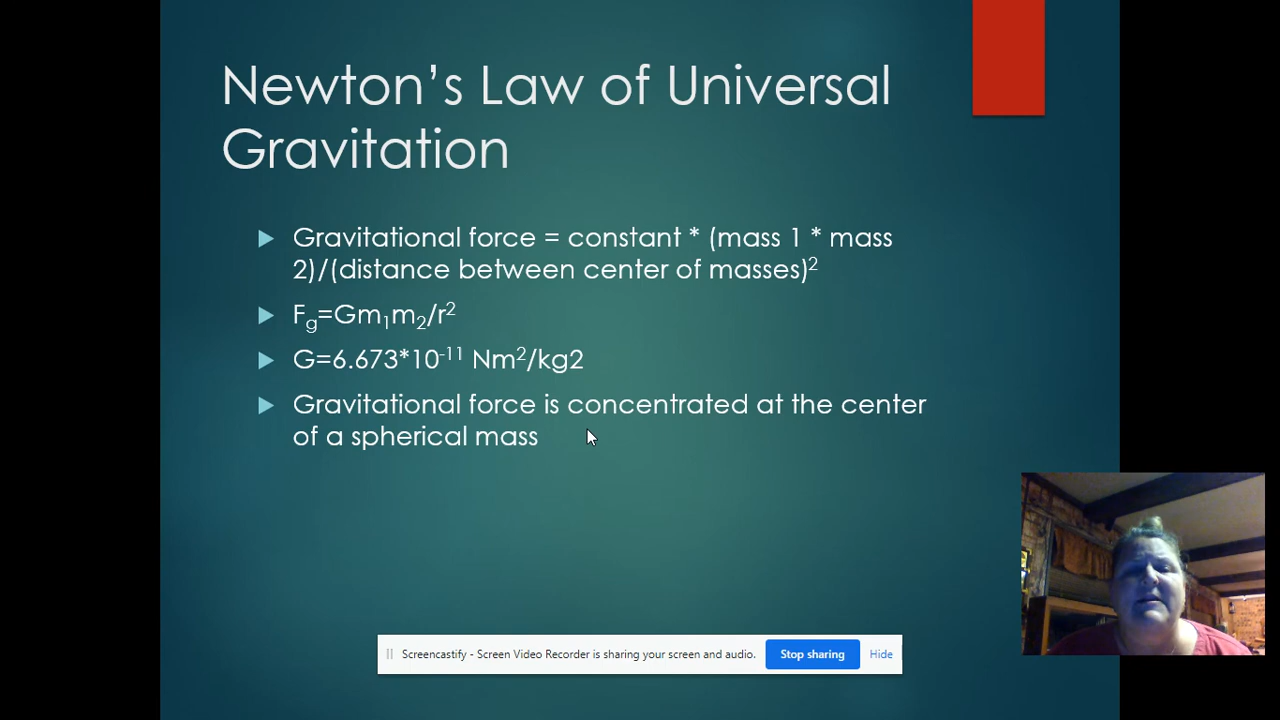 Newton’s Law of Universal
Gravitation
Gravitational force = constant * (mass 1 * mass
2)/(distance between center of masses)²
F₉=Gm₁m₂/r²
G=6.673*10⁻¹¹ Nm²/kg2
Gravitational force is concentrated at the center
of a spherical mass
Screencastify - Screen Video Recorder is sharing your screen and audio.
Stop sharing
Hide